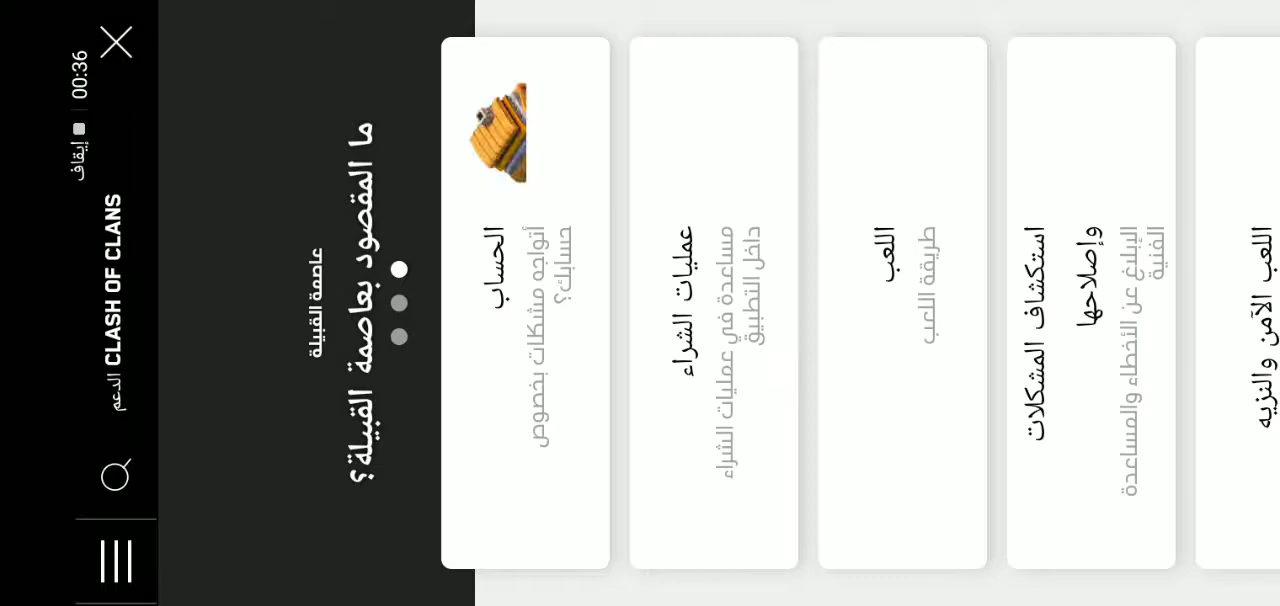 إيقاف 00:36
CLASH OF CLANS الدعم
عاصمة القبيلة
ما المقصود بعاصمة القبيلة؟
الحساب
أتواجه مشكلات بخصوص
حسابك؟
عمليات الشراء
مساعدة في عمليات الشراء
داخل التطبيق
اللعب
طريقة اللعب
استكشاف المشكلات
وإصلاحها
الإبلاغ عن الأخطاء والمساعدة
الفنية
اللعب الآمن والنزيه